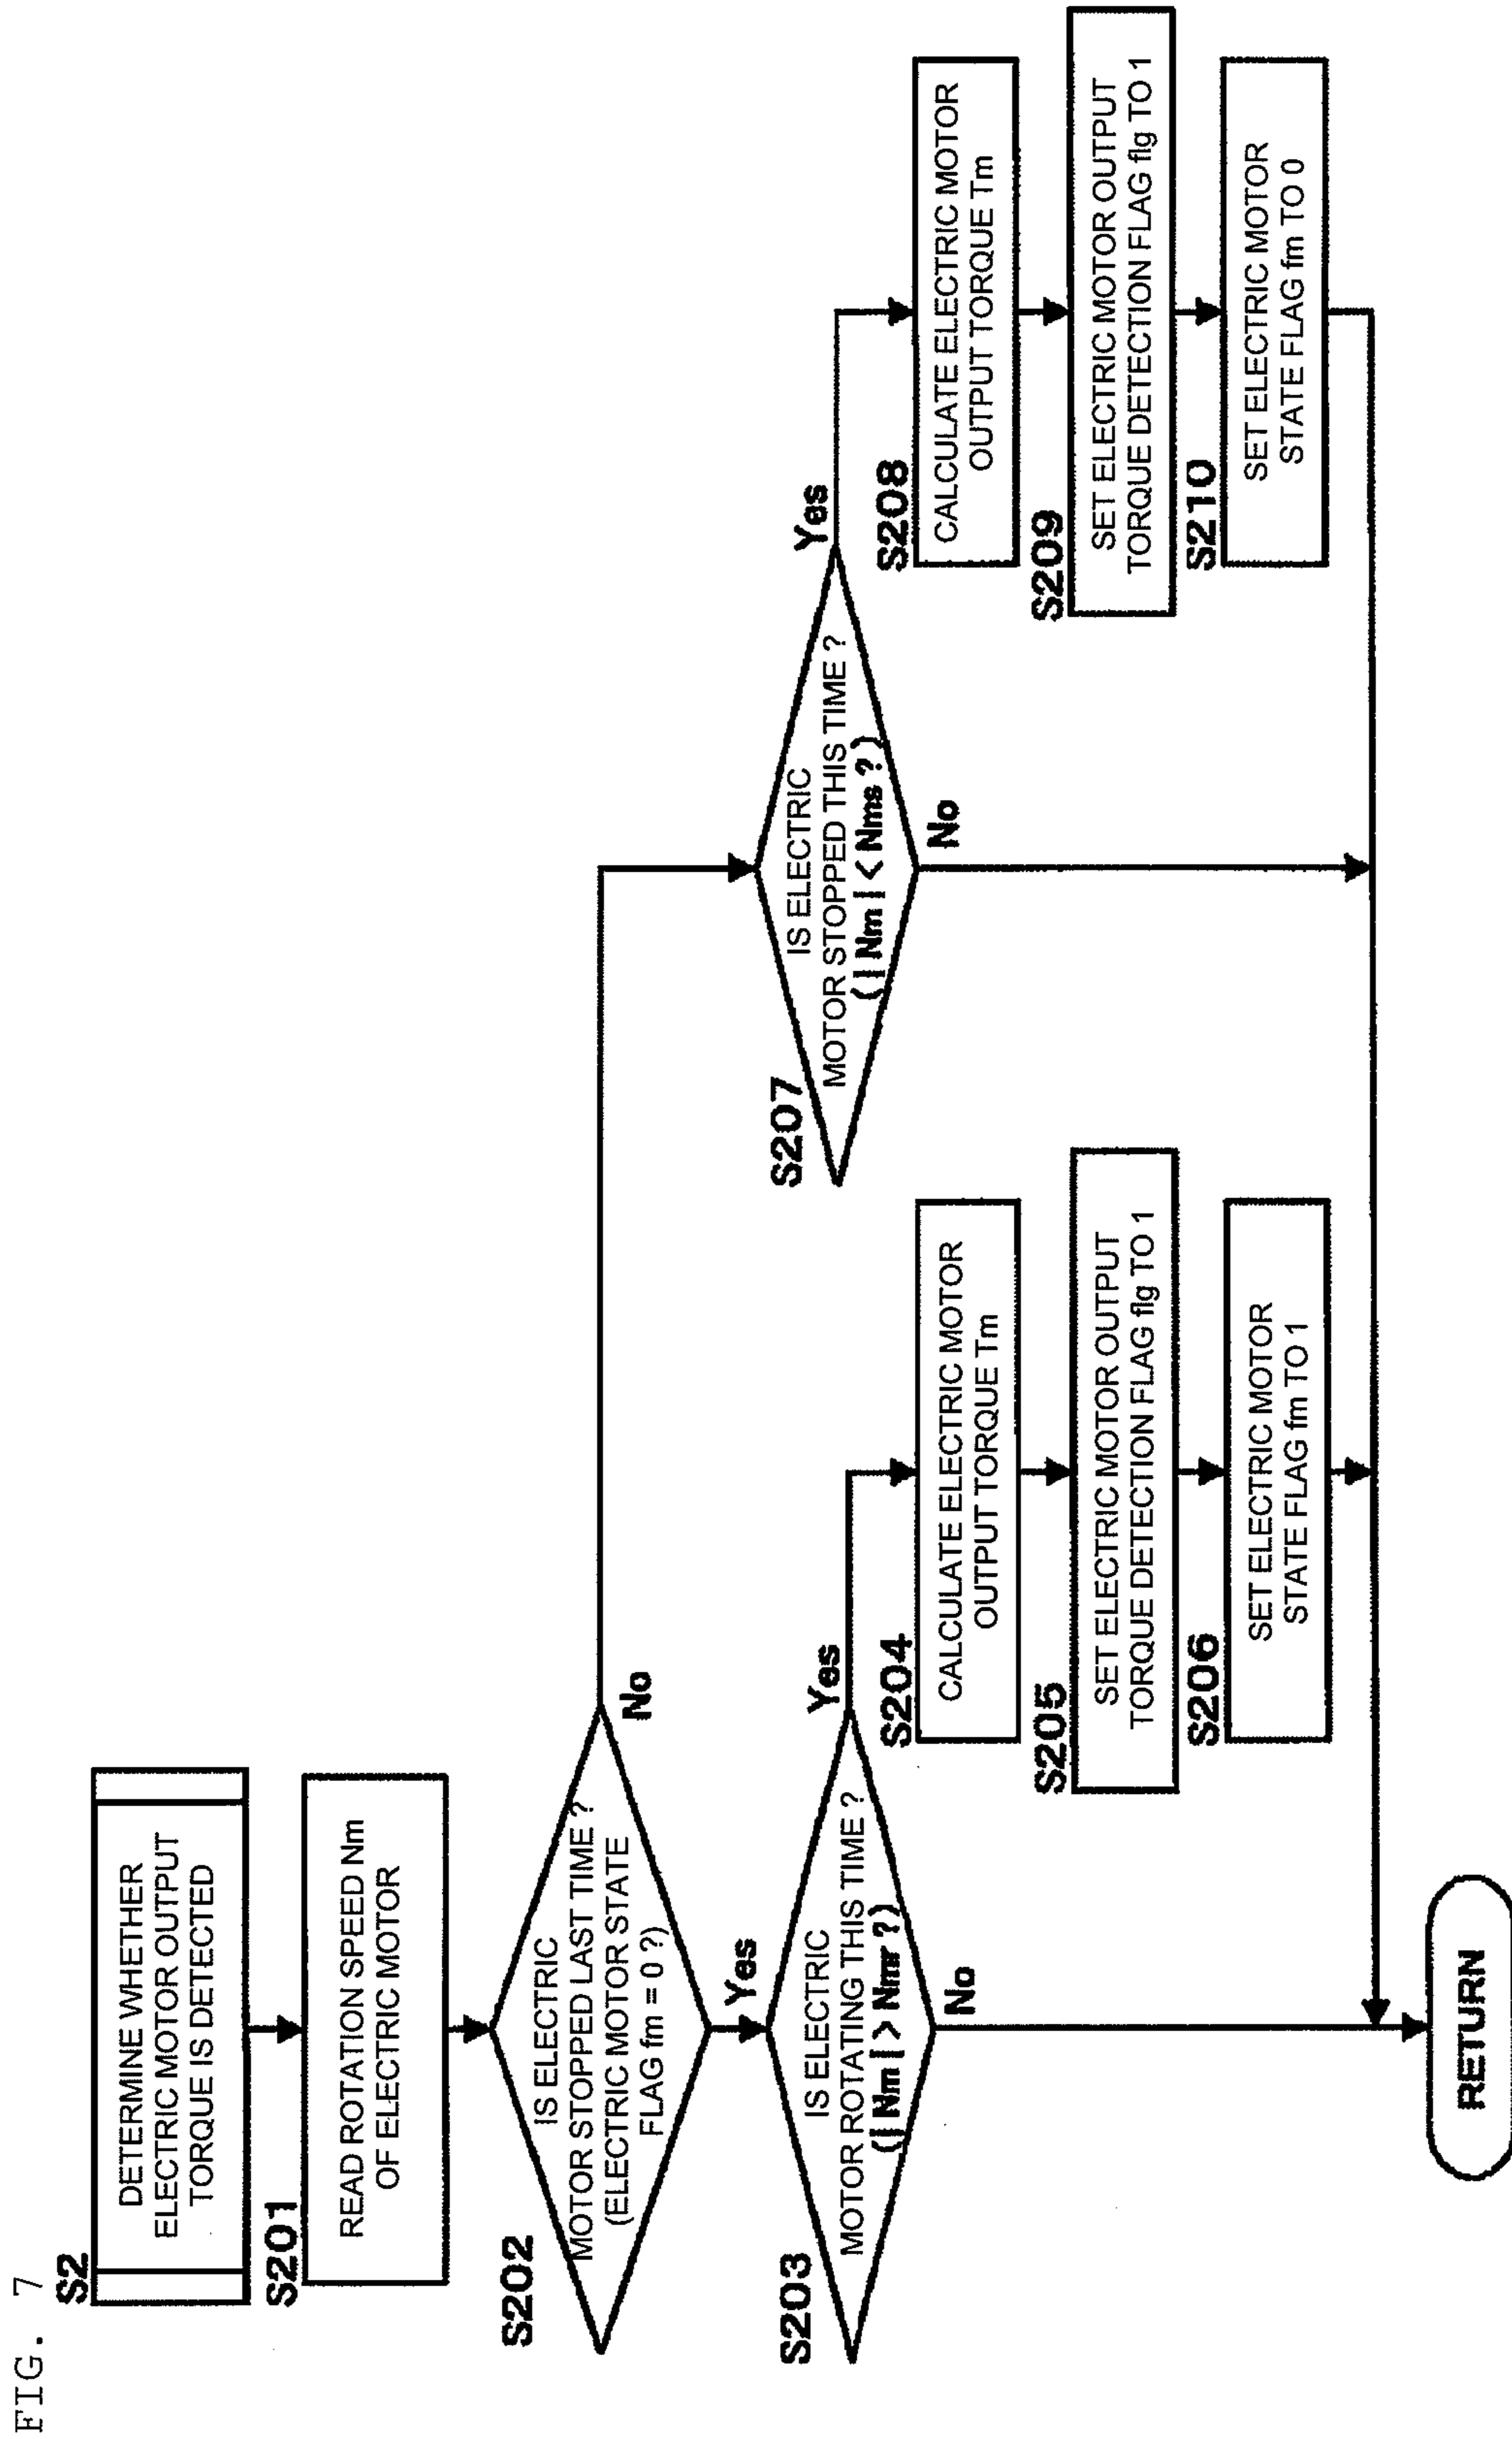 FIG. 7
S2
DETERMINE WHETHER
ELECTRIC MOTOR OUTPUT
TORQUE IS DETECTED
S201
READ ROTATION SPEED Nm
OF ELECTRIC MOTOR
S202
IS ELECTRIC
MOTOR STOPPED LAST TIME ?
(ELECTRIC MOTOR STATE
FLAG fm = 0 ?)
No
Yes
S203
IS ELECTRIC
MOTOR ROTATING THIS TIME ?
(| Nm | > Nmr ?)
Yes
No
S204
CALCULATE ELECTRIC MOTOR
OUTPUT TORQUE Tm
S205
SET ELECTRIC MOTOR OUTPUT
TORQUE DETECTION FLAG flg TO 1
S206
SET ELECTRIC MOTOR
STATE FLAG fm TO 1
S207
IS ELECTRIC
MOTOR STOPPED THIS TIME ?
(| Nm | < Nms ?)
Yes
No
S208
CALCULATE ELECTRIC MOTOR
OUTPUT TORQUE Tm
S209
SET ELECTRIC MOTOR OUTPUT
TORQUE DETECTION FLAG flg TO 1
S210
SET ELECTRIC MOTOR
STATE FLAG fm TO 0
RETURN